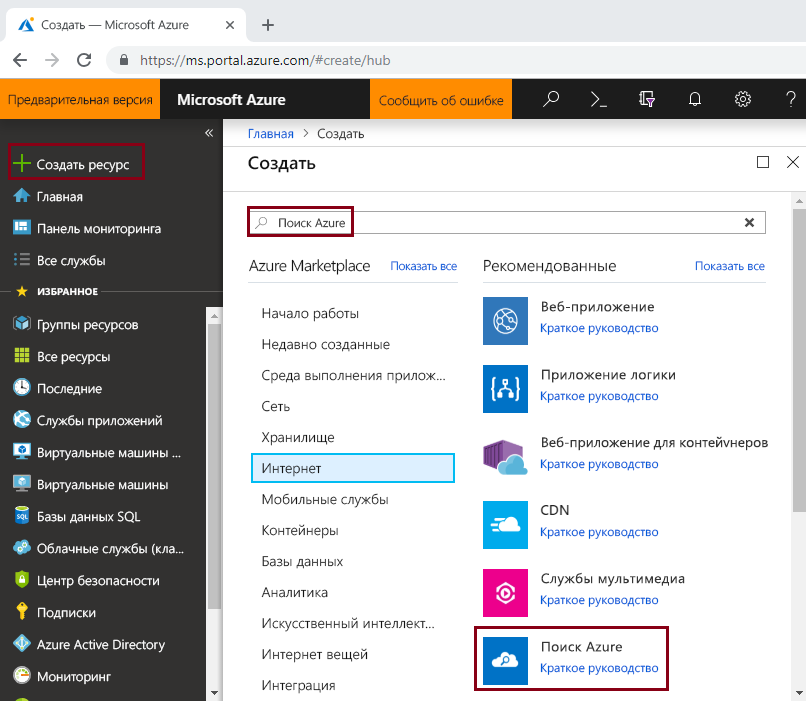 Создать — Microsoft Azure
https://ms.portal.azure.com/#create/hub
Предварительная версия
Microsoft Azure
Сообщить об ошибке
Создать ресурс
Главная
Панель мониторинга
Все службы
ИЗБРАННОЕ
Группы ресурсов
Все ресурсы
Последние
Службы приложений
Виртуальные машины ...
Виртуальные машины
Базы данных SQL
Облачные службы (кла...
Центр безопасности
Подписки
Azure Active Directory
Мониторинг
Главная > Создать
Создать
Поиск Azure
Azure Marketplace Показать все
Начало работы
Недавно созданные
Среда выполнения прилож...
Сеть
Хранилище
Интернет
Мобильные службы
Контейнеры
Базы данных
Аналитика
Искусственный интеллект...
Интернет вещей
Интеграция
Рекомендованные Показать все
Веб-приложение
Краткое руководство
Приложение логики
Краткое руководство
Веб-приложение для контейнеров
Краткое руководство
CDN
Краткое руководство
Службы мультимедиа
Краткое руководство
Поиск Azure
Краткое руководство